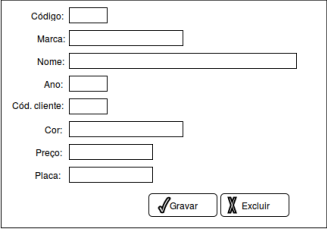 Código:
Marca:
Nome:
Ano:
Cód. cliente:
Cor:
Preço:
Placa:
Gravar Excluir